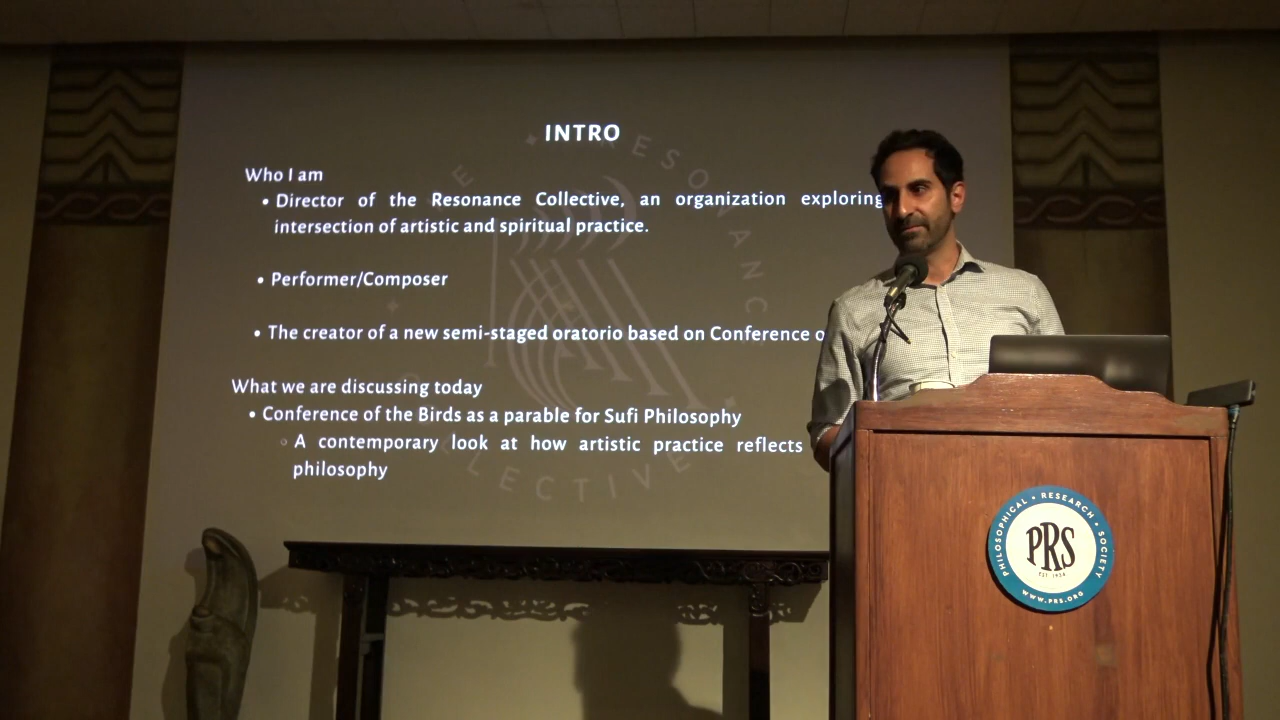 INTRO
Who I am
• Director of the Resonance Collective, an organization exploring
intersection of artistic and spiritual practice.
• Performer/Composer
• The creator of a new semi-staged oratorio based on Conference o
What we are discussing today
• Conference of the Birds as a parable for Sufi Philosophy
◦ A contemporary look at how artistic practice reflects
philosophy
RESONANC
LLECTIVE
PHILOSOPHICAL • RESEARCH • SOCIETY
PRS
EST 1934
WWW.PRS.ORG